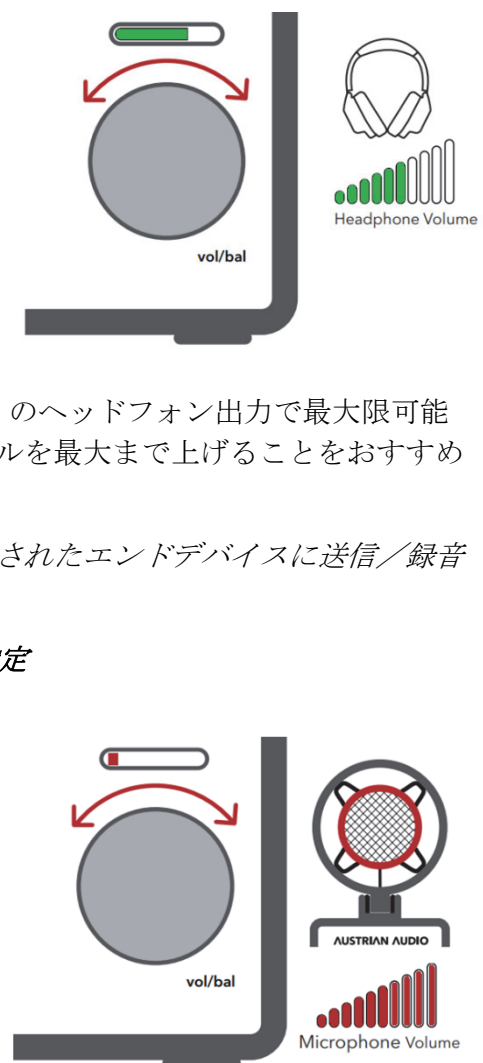 vol/bal
Headphone Volume
のヘッドフォン出力で最大限可能
ルを最大まで上げることをおすすめ
されたエンドデバイスに送信／録音
定
AUSTRIAN AUDIO
vol/bal
Microphone Volume